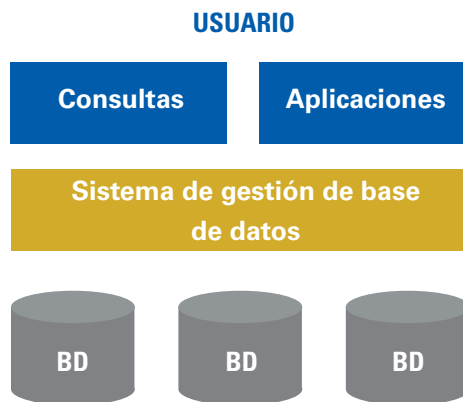 USUARIO
Consultas
Aplicaciones
Sistema de gestión de base
de datos
BD
BD
BD